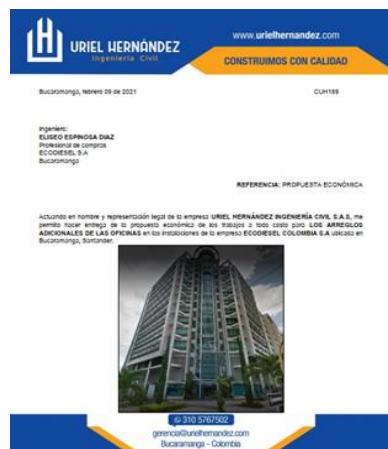 URIEL HERNÁNDEZ
Ingeniería Civil
www.urielhernandez.com
CONSTRUIMOS CON CALIDAD
Bucaramanga, febrero 09 de 2021
CUH189
Ingeniero:
ELISEO ESPINOSA DIAZ
Profesional de compras
ECODIESEL S.A
Bucaramanga
REFERENCIA: PROPUESTA ECONÓMICA
Actuando en nombre y representación legal de la empresa URIEL HERNÁNDEZ INGENIERÍA CIVIL S.A.S, me
permito hacer entrega de la propuesta económica de los trabajos a todo costo para LOS ARREGLOS
ADICIONALES DE LAS OFICINAS en las instalaciones de la empresa ECODIESEL COLOMBIA S.A ubicada en
Bucaramanga, Santander.
310 5767502
gerencia@urielhernandez.com
Bucaramanga - Colombia